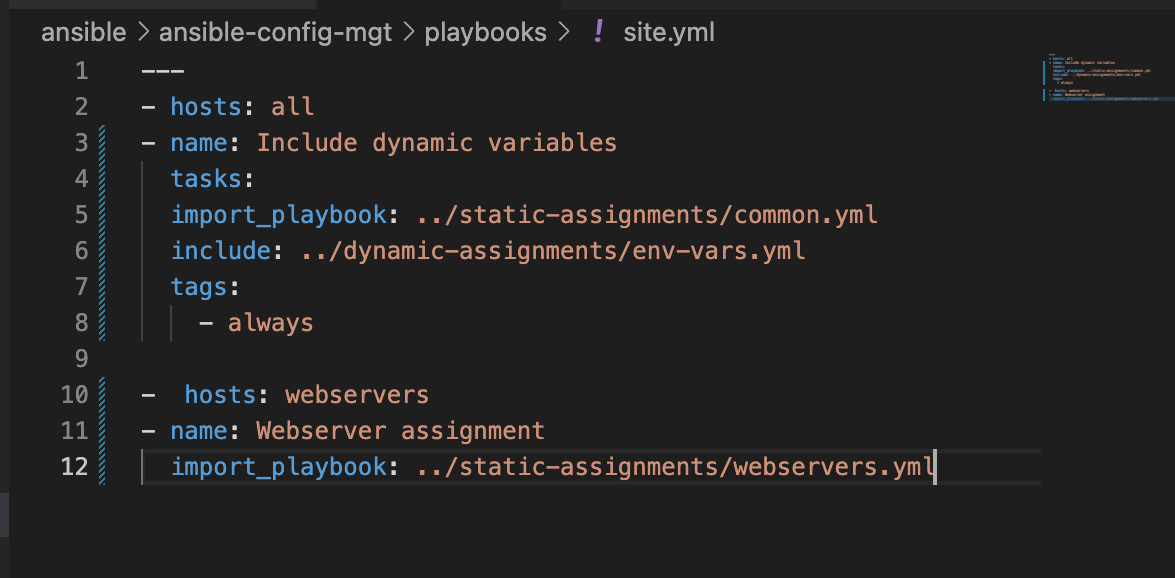 ansible > ansible-config-mgt > playbooks > ! site.yml
1 ---
2 - hosts: all
3 - name: Include dynamic variables
4   tasks:
5   import_playbook: ../static-assignments/common.yml
6   include: ../dynamic-assignments/env-vars.yml
7   tags:
8     - always
9
10 -  hosts: webservers
11 - name: Webserver assignment
12   import_playbook: ../static-assignments/webservers.yml